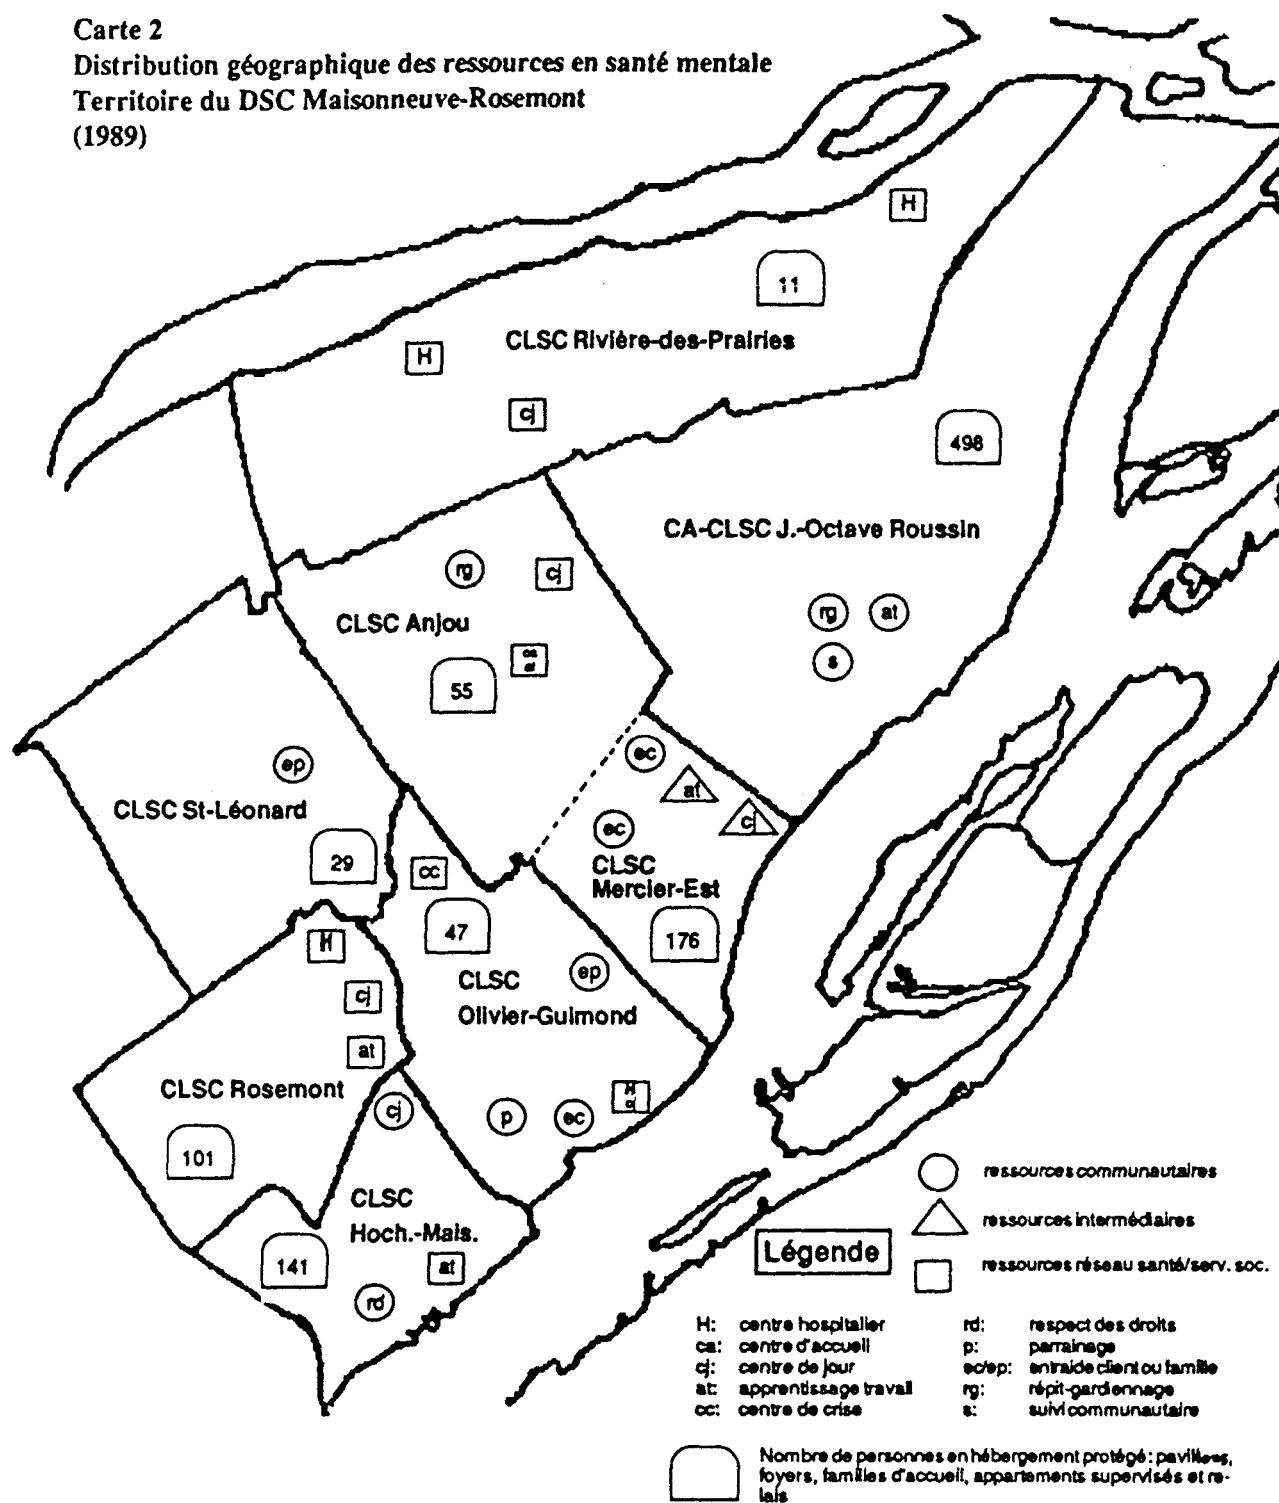 Carte 2
Distribution géographique des ressources en santé mentale
Territoire du DSC Maisonneuve-Rosemont
(1989)
H
11
CLSC Rivière-des-Prairies
H
cj
498
CA-CLSC J.-Octave Roussin
rg
cj
CLSC Anjou
rg
at
s
55
ec
ep
at
cj
CLSC St-Léonard
ec
29
cc
CLSC
Mercier-Est
47
176
H
ep
CLSC
Olivier-Guimond
cj
at
CLSC Rosemont
cj
p
ec
H
101
CLSC
Hoch.-Mais.
141
at
rd
ressources communautaires
ressources intermédiaires
Légende
ressources réseau santé/serv. soc.
H: centre hospitalier
ca: centre d'accueil
cj: centre de jour
at: apprentissage travail
cc: centre de crise
rd: respect des droits
p: parrainage
ec/ep: entraide client ou famille
rg: répit-gardiennage
s: suivi communautaire
Nombre de personnes en hébergement protégé: pavillons,
foyers, familles d'accueil, appartements supervisés et re-
lais